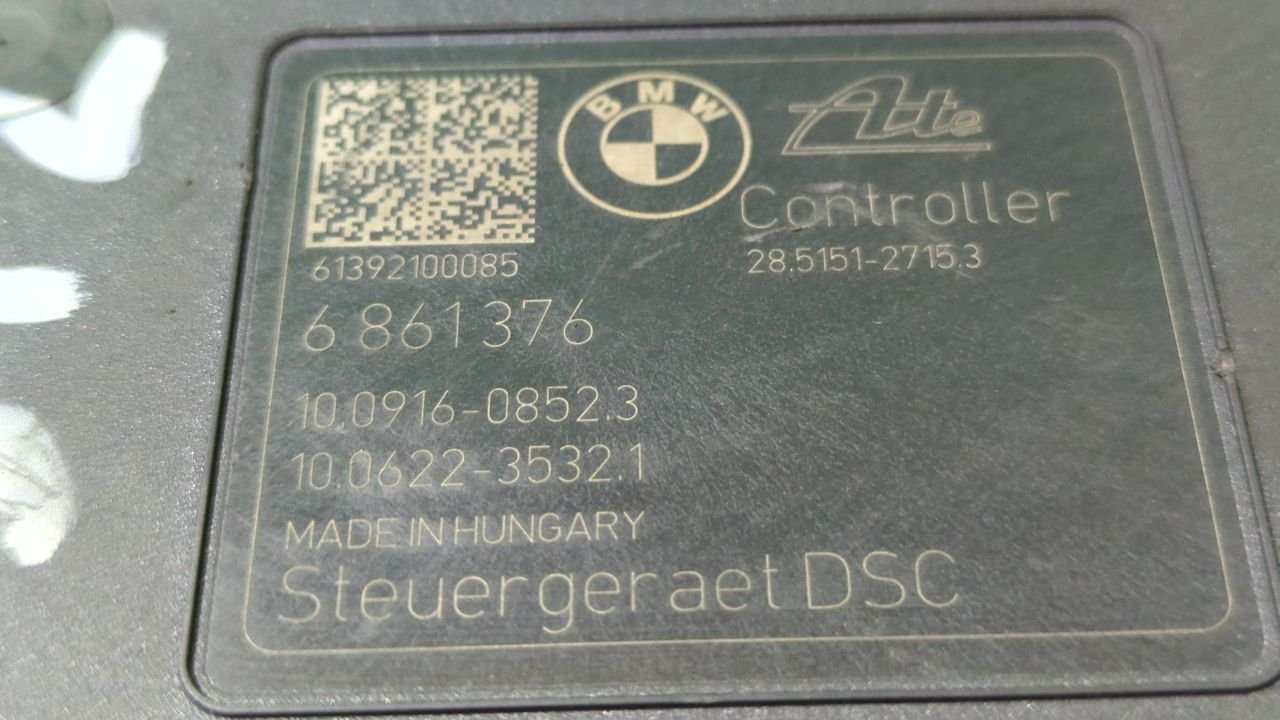 BMW
Ate
Controller
61392100085
28.5151-2715.3
6 861 376
10.0916-0852.3
10.0622-3532.1
MADE IN HUNGARY
Steuergeraet DSC